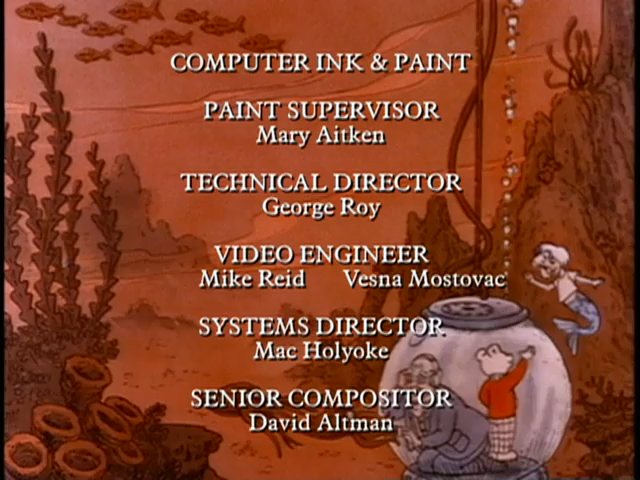 COMPUTER INK & PAINT
PAINT SUPERVISOR
Mary Aitken
TECHNICAL DIRECTOR
George Roy
VIDEO ENGINEER
Mike Reid Vesna Mostovac
SYSTEMS DIRECTOR
Mac Holyoke
SENIOR COMPOSITOR
David Altman